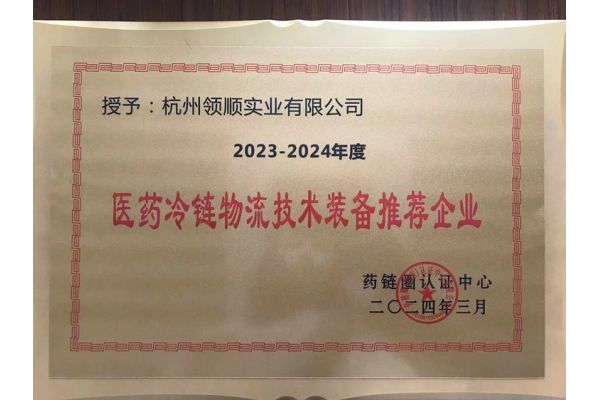 授予：杭州领顺实业有限公司
2023-2024年度
医药冷链物流技术装备推荐企业
药链圈认证中心
二〇二四年三月